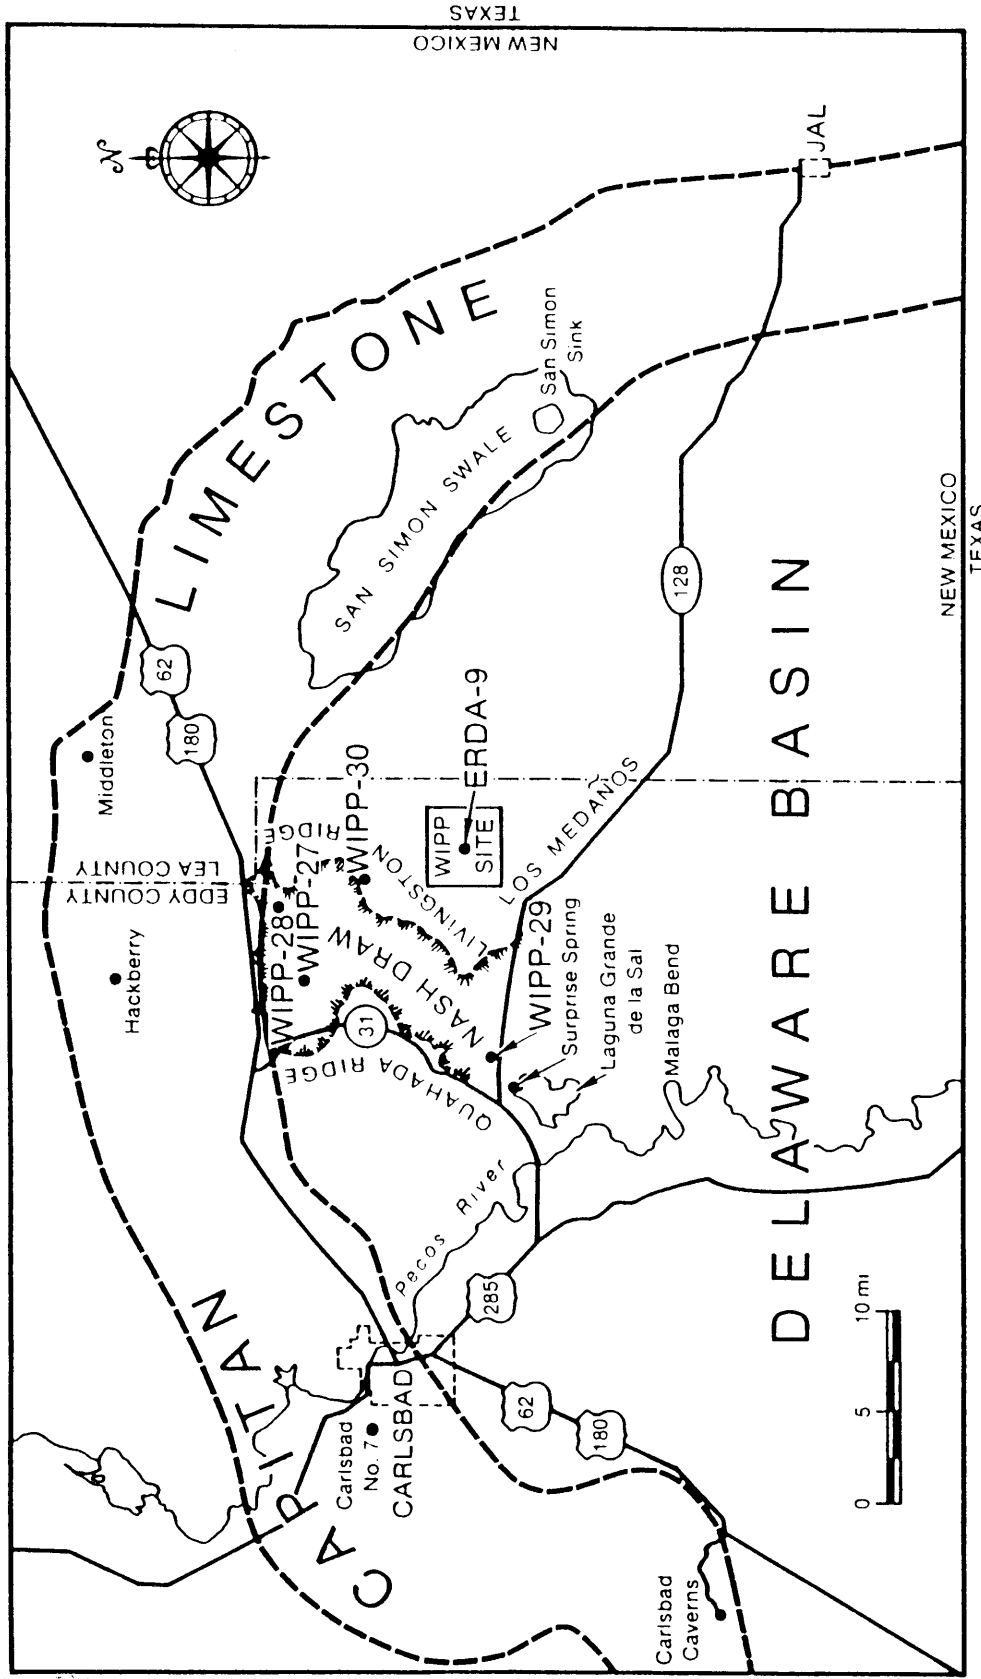 TEXAS
NEW MEXICO
N
JAL
CAPITAN
LIMESTONE
San Simon
Sink
SAN SIMON SWALE
62
180
Middleton
Hackberry
LEA COUNTY
EDDY COUNTY
WIPP-30
WIPP-27
WIPP-28
LIVINGSTON
RIDGE
NASH DRAW
ERDA-9
WIPP
SITE
LOS MEDAÑOS
128
NEW MEXICO
TEXAS
31
QUAHADA RIDGE
WIPP-29
Surprise Spring
Laguna Grande
de la Sal
Malaga Bend
Pecos River
285
DELAWARE BASIN
Carlsbad
No. 7
CARLSBAD
62
180
Carlsbad
Caverns
0
5
10 mi